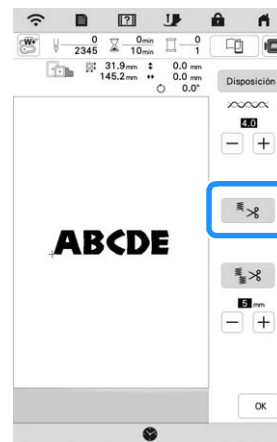 W+ 0 0min 0
2345 10min 1
31.9mm 0.0 mm
145.2mm 0.0 mm
0.0°
Disposición
4.0
- +
ABCDE
5 mm
- +
OK